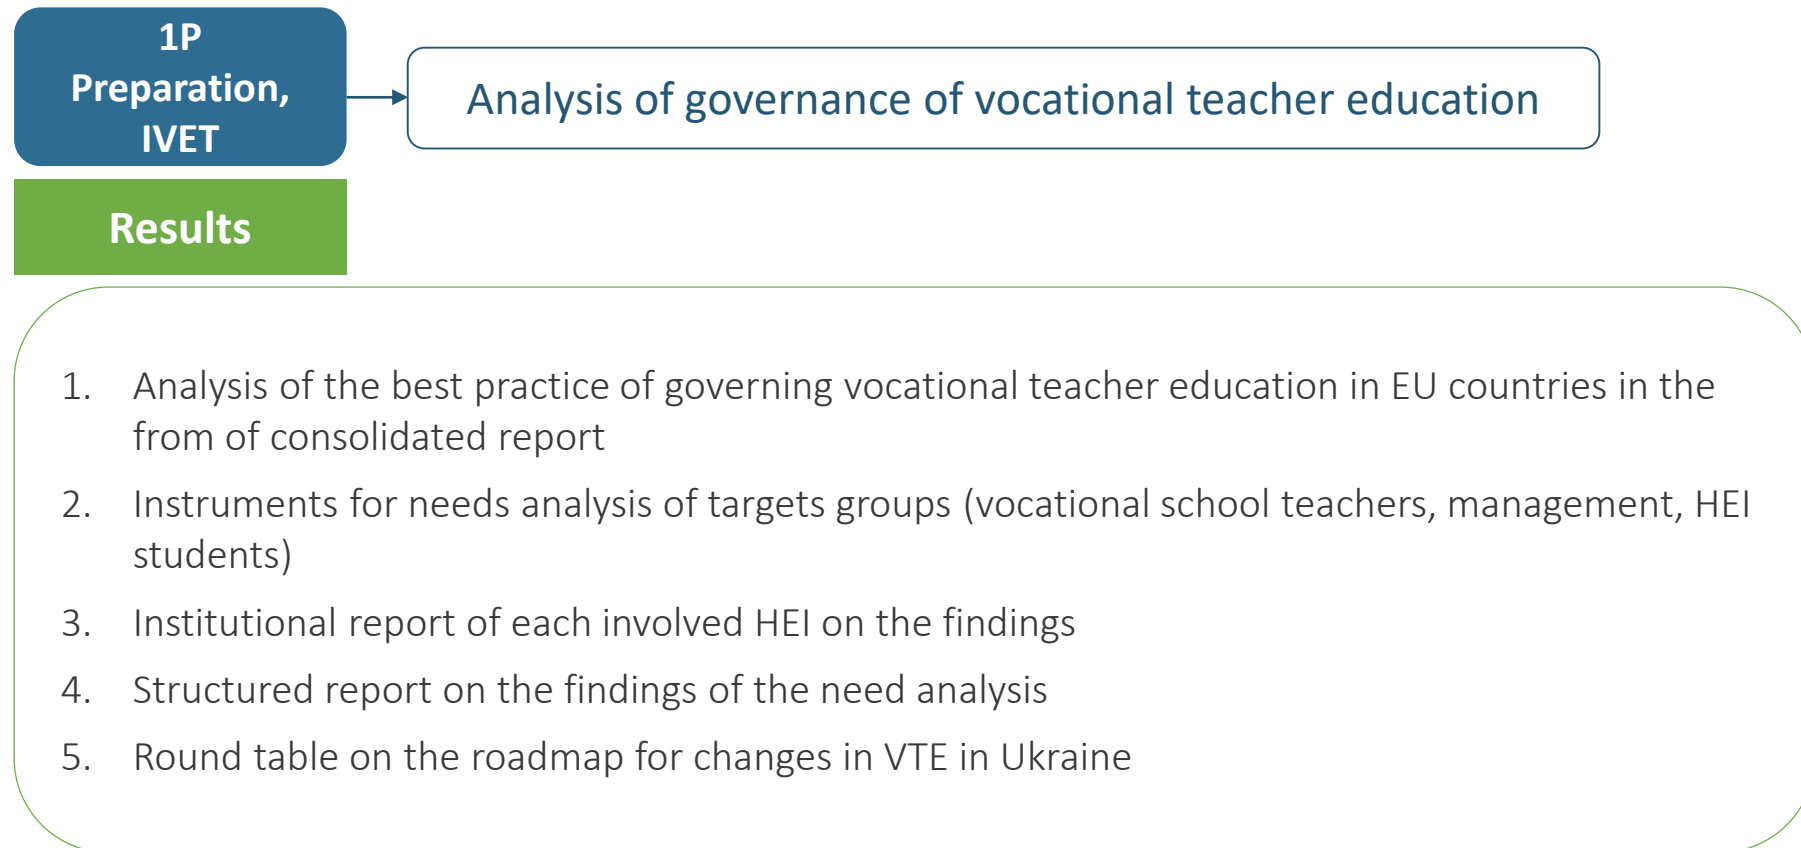 1P
Preparation,
IVET
Analysis of governance of vocational teacher education
Results
1. Analysis of the best practice of governing vocational teacher education in EU countries in the
from of consolidated report
2. Instruments for needs analysis of targets groups (vocational school teachers, management, HEI
students)
3. Institutional report of each involved HEI on the findings
4. Structured report on the findings of the need analysis
5. Round table on the roadmap for changes in VTE in Ukraine